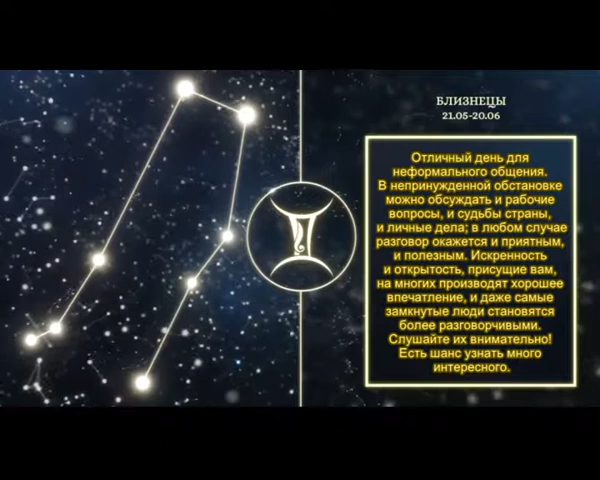 БЛИЗНЕЦЫ
21.05-20.06
Отличный день для
неформального общения.
В непринужденной обстановке
можно обсуждать и рабочие
вопросы, и судьбы страны,
и личные дела; в любом случае
разговор окажется и приятным,
и полезным. Искренность
и открытость, присущие вам,
на многих производят хорошее
впечатление, и даже самые
замкнутые люди становятся
более разговорчивыми.
Слушайте их внимательно!
Есть шанс узнать много
интересного.